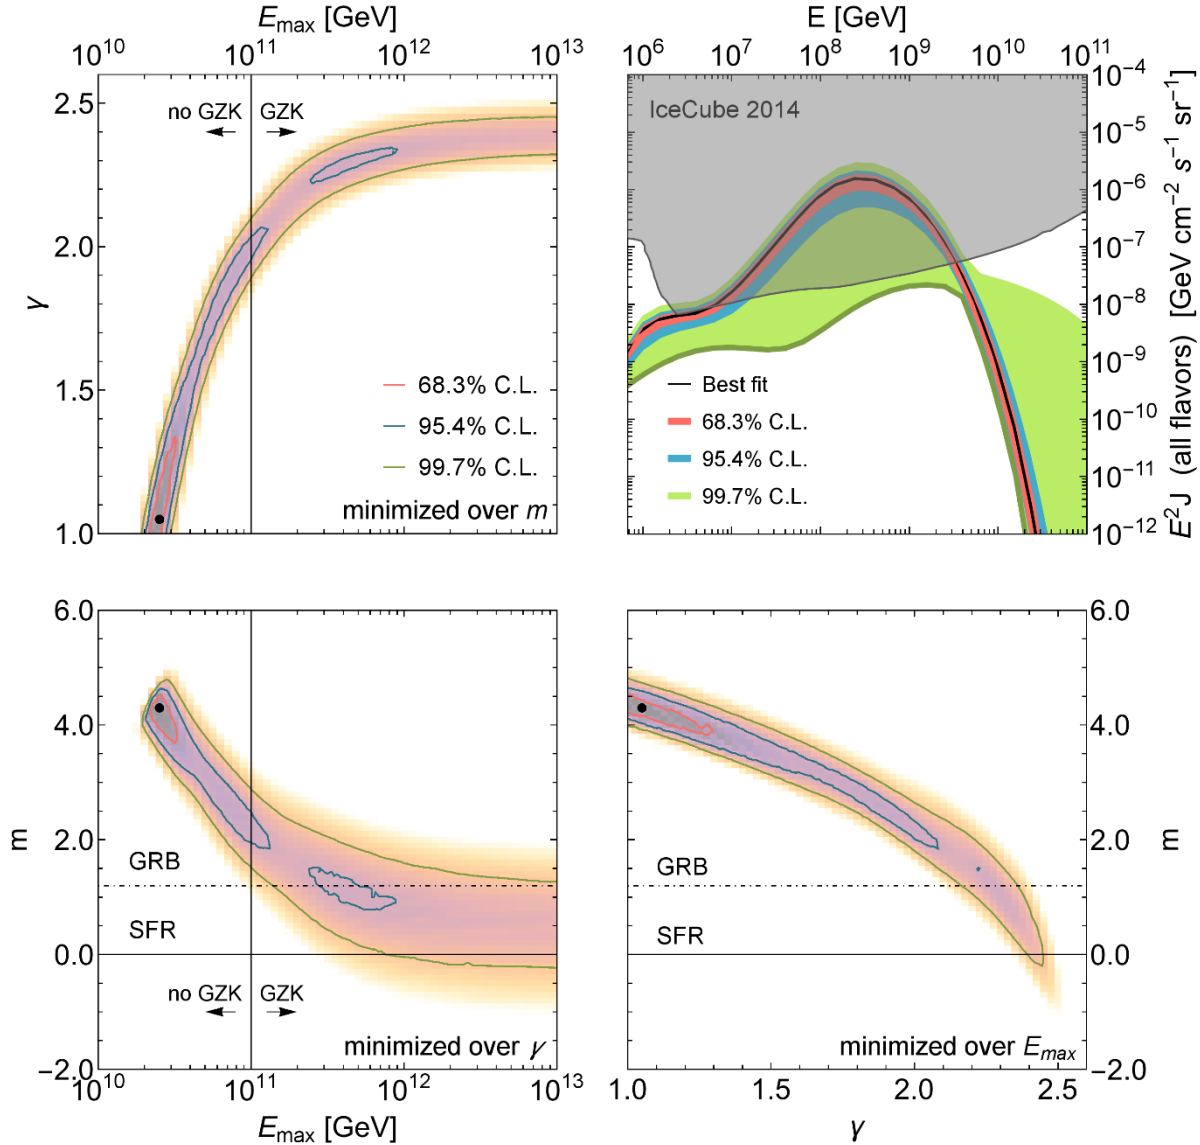 E_max [GeV]
10^10 10^11 10^12 10^13
2.5
2.0
1.5
1.0
γ
no GZK GZK
68.3% C.L.
95.4% C.L.
99.7% C.L.
minimized over m
E [GeV]
10^6 10^7 10^8 10^9 10^10 10^11
IceCube 2014
Best fit
68.3% C.L.
95.4% C.L.
99.7% C.L.
10^-4
10^-5
10^-6
10^-7
10^-8
10^-9
10^-10
10^-11
10^-12
E^2J (all flavors) [GeV cm^-2 s^-1 sr^-1]
6.0
4.0
2.0
0.0
-2.0
m
GRB
SFR
no GZK GZK
minimized over γ
10^10 10^11 10^12 10^13
E_max [GeV]
GRB
SFR
minimized over E_max
6.0
4.0
2.0
0.0
-2.0
m
1.0 1.5 2.0 2.5
γ